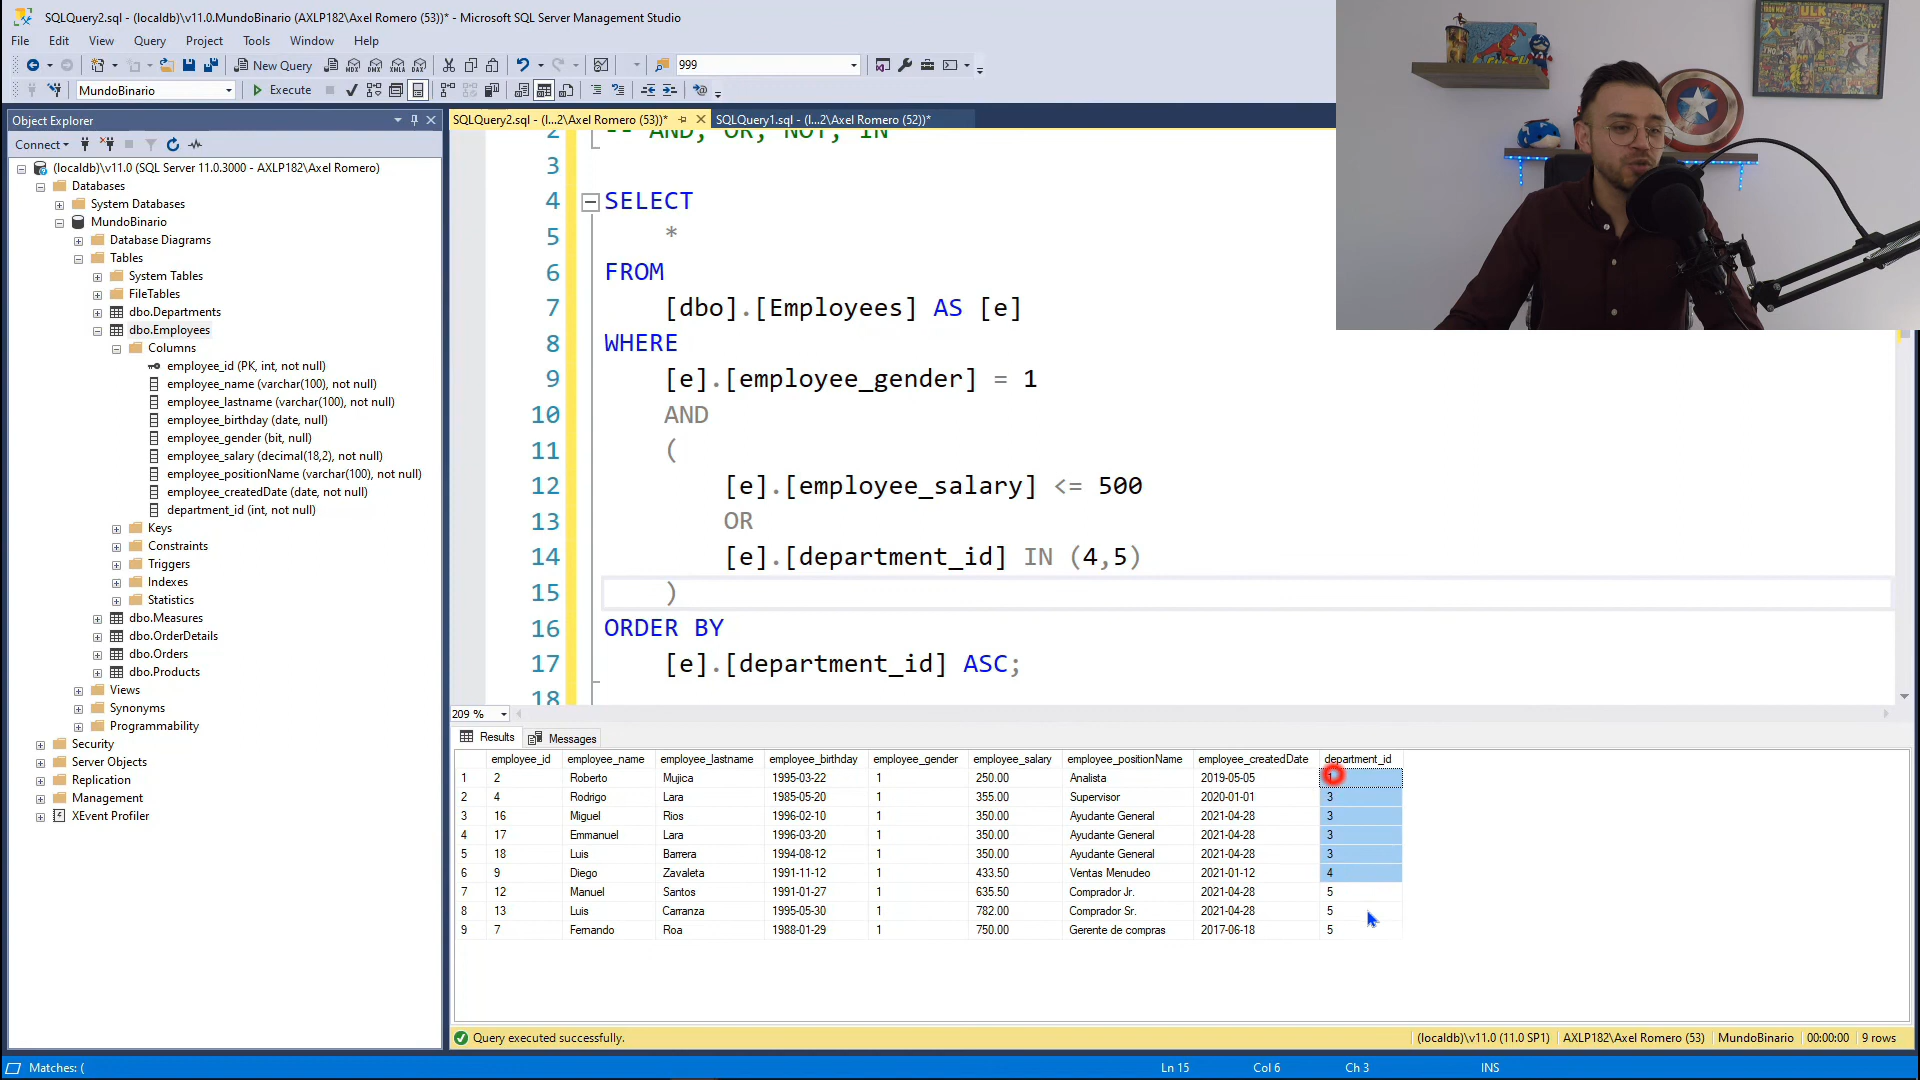 SQLQuery2.sql - (localdb)\v11.0.MundoBinario (AXLP182\Axel Romero (53))* - Microsoft SQL Server Management Studio
File Edit View Query Project Tools Window Help
New Query 999
MundoBinario Execute
Object Explorer
SQLQuery2.sql - (l...2\Axel Romero (53))* SQLQuery1.sql - (l...2\Axel Romero (52))*
Connect
(localdb)\v11.0 (SQL Server 11.0.3000 - AXLP182\Axel Romero)
Databases
System Databases
MundoBinario
Database Diagrams
Tables
System Tables
FileTables
dbo.Departments
dbo.Employees
Columns
employee_id (PK, int, not null)
employee_name (varchar(100), not null)
employee_lastname (varchar(100), not null)
employee_birthday (date, null)
employee_gender (bit, null)
employee_salary (decimal(18,2), not null)
employee_positionName (varchar(100), not null)
employee_createdDate (date, not null)
department_id (int, not null)
Keys
Constraints
Triggers
Indexes
Statistics
dbo.Measures
dbo.OrderDetails
dbo.Orders
dbo.Products
Views
Synonyms
Programmability
Security
Server Objects
Replication
Management
XEvent Profiler
2 -- AND, OR, NOT, IN
3
4 SELECT
5 *
6 FROM
7 [dbo].[Employees] AS [e]
8 WHERE
9 [e].[employee_gender] = 1
10 AND
11 (
12 [e].[employee_salary] <= 500
13 OR
14 [e].[department_id] IN (4,5)
15 )
16 ORDER BY
17 [e].[department_id] ASC;
18
209 %
Results Messages
employee_id employee_name employee_lastname employee_birthday employee_gender employee_salary employee_positionName employee_createdDate department_id
1 2 Roberto Mujica 1995-03-22 1 250.00 Analista 2019-05-05 1
2 4 Rodrigo Lara 1985-05-20 1 355.00 Supervisor 2020-01-01 3
3 16 Miguel Rios 1996-02-10 1 350.00 Ayudante General 2021-04-28 3
4 17 Emmanuel Lara 1996-03-20 1 350.00 Ayudante General 2021-04-28 3
5 18 Luis Barrera 1994-08-12 1 350.00 Ayudante General 2021-04-28 3
6 9 Diego Zavaleta 1991-11-12 1 433.50 Ventas Menudeo 2021-01-12 4
7 12 Manuel Santos 1991-01-27 1 635.50 Comprador Jr. 2021-04-28 5
8 13 Luis Carranza 1995-05-30 1 782.00 Comprador Sr. 2021-04-28 5
9 7 Fernando Roa 1988-01-29 1 750.00 Gerente de compras 2017-06-18 5
Query executed successfully. (localdb)\v11.0 (11.0 SP1) AXLP182\Axel Romero (53) MundoBinario 00:00:00 9 rows
Matches: ( Ln 15 Col 6 Ch 3 INS